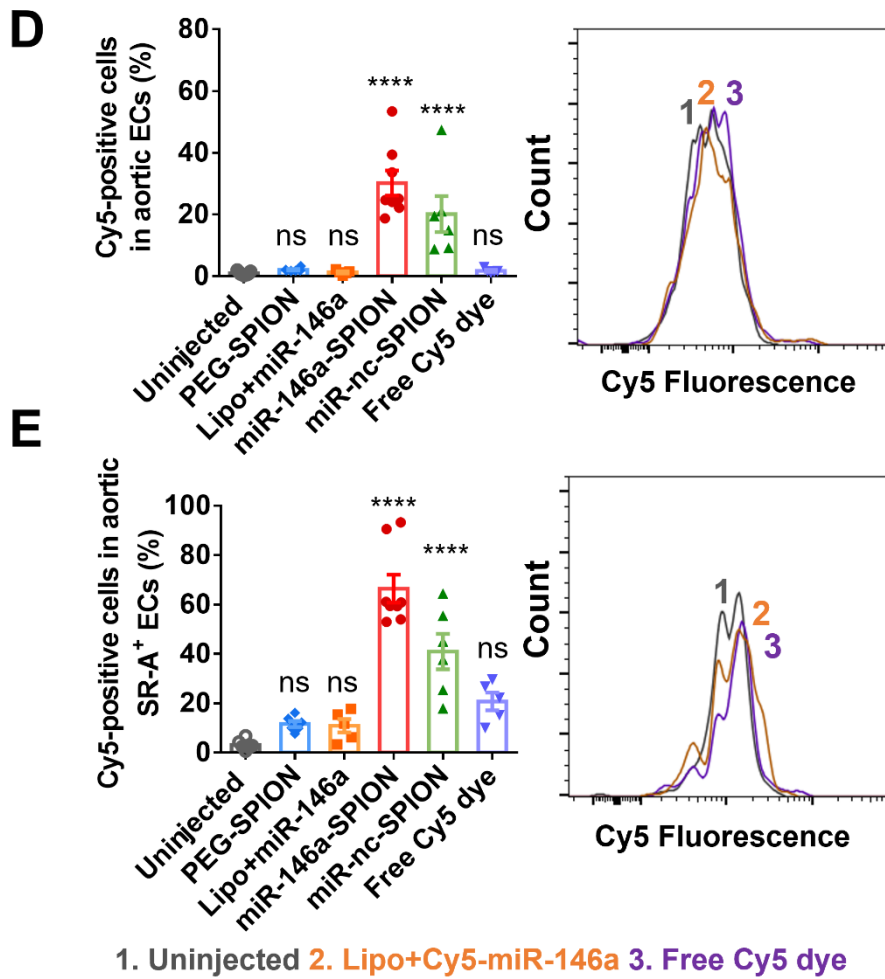 D
Cy5-positive cells
in aortic ECs (%)
80
60
40
20
0
ns
ns
****
****
ns
Uninjected
PEG-SPION
Lipo+miR-146a
miR-146a-SPION
miR-nc-SPION
Free Cy5 dye
Count
1
2
3
Cy5 Fluorescence
E
Cy5-positive cells in aortic
SR-A+ ECs (%)
100
80
60
40
20
0
ns
ns
****
****
ns
Uninjected
PEG-SPION
Lipo+miR-146a
miR-146a-SPION
miR-nc-SPION
Free Cy5 dye
Count
1
2
3
Cy5 Fluorescence
1. Uninjected 2. Lipo+Cy5-miR-146a 3. Free Cy5 dye